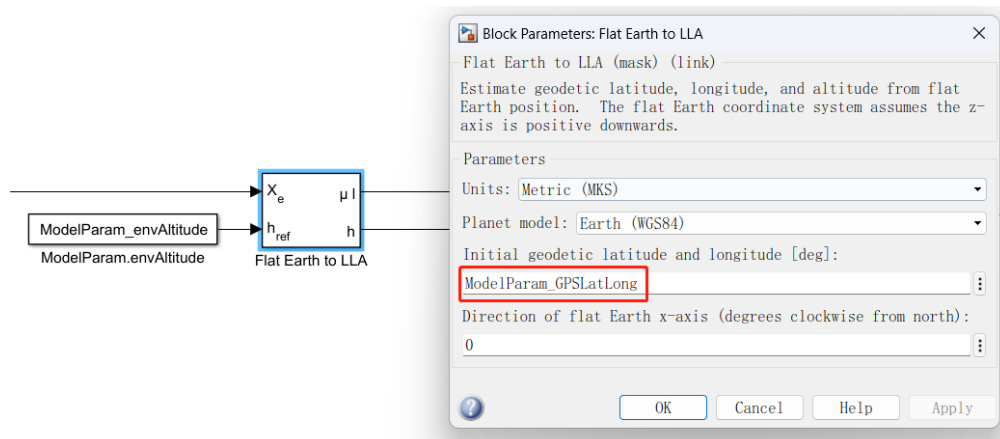 X_e
μ l
ModelParam_envAltitude
h_ref
h
ModelParam.envAltitude
Flat Earth to LLA
Block Parameters: Flat Earth to LLA
Flat Earth to LLA (mask) (link)
Estimate geodetic latitude, longitude, and altitude from flat
Earth position.  The flat Earth coordinate system assumes the z-
axis is positive downwards.
Parameters
Units: Metric (MKS)
Planet model: Earth (WGS84)
Initial geodetic latitude and longitude [deg]:
ModelParam_GPSLatLong
Direction of flat Earth x-axis (degrees clockwise from north):
0
? OK Cancel Help Apply